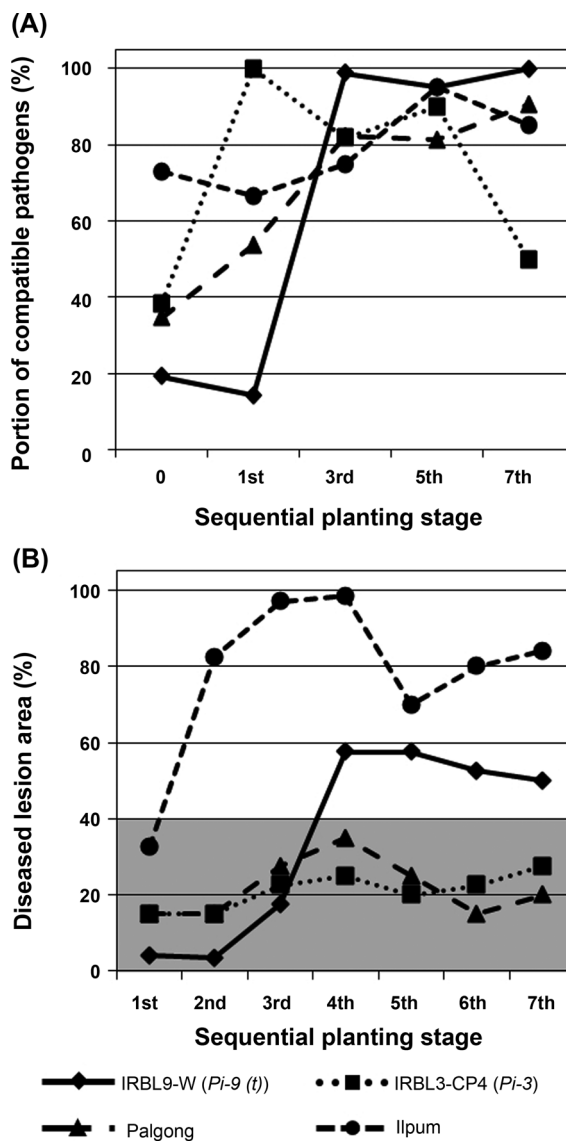 (A)
Portion of compatible pathogens (%)
100
80
60
40
20
0
0 1st 3rd 5th 7th
Sequential planting stage
(B)
Diseased lesion area (%)
100
80
60
40
20
0
1st 2nd 3rd 4th 5th 6th 7th
Sequential planting stage
IRBL9-W (Pi-9 (t)) IRBL3-CP4 (Pi-3)
Palgong Ilpum